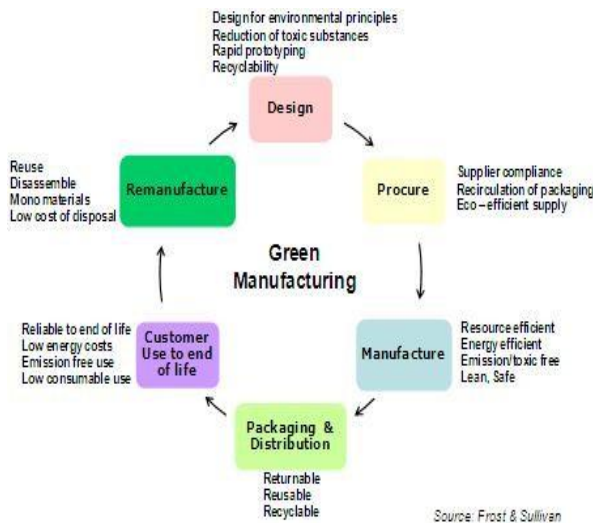 Design for environmental principles
Reduction of toxic substances
Rapid prototyping
Recyclability
Design
Procure
Supplier compliance
Recirculation of packaging
Eco – efficient supply
Manufacture
Resource efficient
Energy efficient
Emission/toxic free
Lean, Safe
Packaging &
Distribution
Returnable
Reusable
Recyclable
Customer
Use to end
of life
Reliable to end of life
Low energy costs
Emission free use
Low consumable use
Remanufacture
Reuse
Disassemble
Mono materials
Low cost of disposal
Green
Manufacturing
Source: Frost & Sullivan